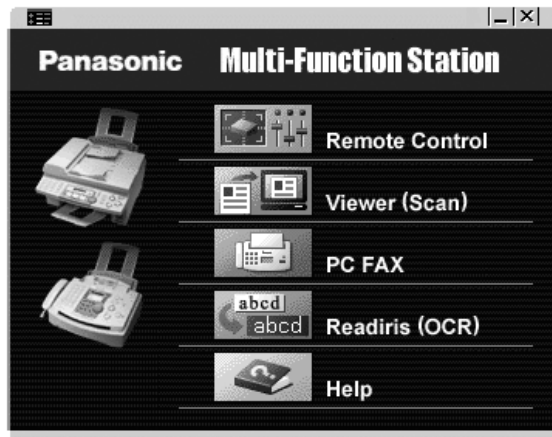 Panasonic Multi-Function Station
Remote Control
Viewer (Scan)
PC FAX
abcd
abcd
Readiris (OCR)
?
Help